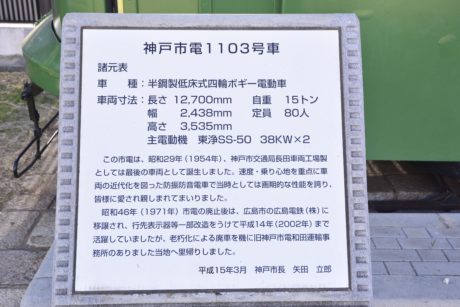 神戸市電1103号車
諸元表
車　種：半鋼製低床式四輪ボギー電動車
車両寸法：長さ 12,700mm　自重 15トン
幅 2,438mm　定員 80人
高さ 3,535mm
主電動機 東浄SS-50 38KW×2
この市電は、昭和29年（1954年）、神戸市交通局長田車両工場製
としては最後の車両として誕生しました。速度・乗り心地を重点に車
両の近代化を図った防振防音電車で当時としては画期的な性能を誇り、
皆様に愛され親しまれてまいりました。
昭和46年（1971年）市電の廃止後は、広島市の広島電鉄（株）に
移譲され、行先表示器等一部改造をうけて平成14年（2002年）まで
活躍していましたが、老朽化による廃車を機に旧神戸市電和田運輸事
務所のありました当地へ里帰りしました。
平成15年3月　神戸市長　矢田　立郎